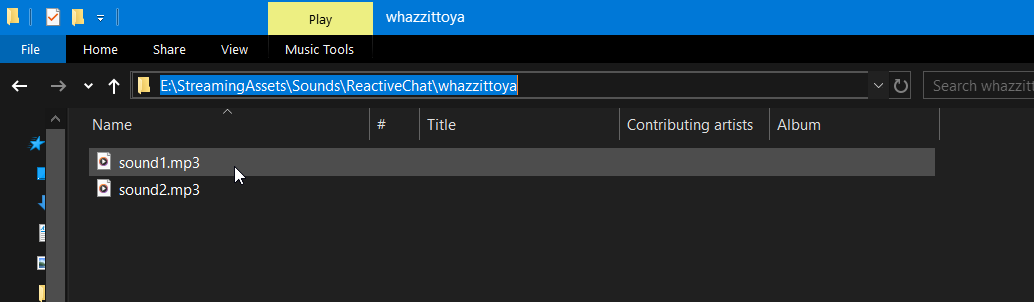 Play whazzittoya
File Home Share View Music Tools
E:\StreamingAssets\Sounds\ReactiveChat\whazzittoya Search whazzitt
Name # Title Contributing artists Album
sound1.mp3
sound2.mp3